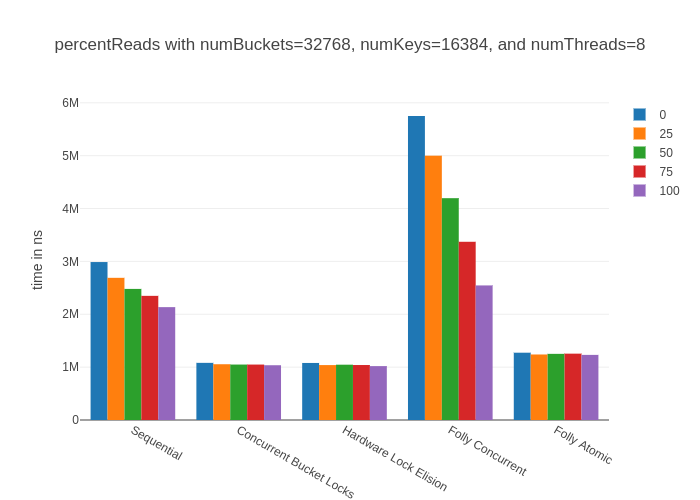 percentReads with numBuckets=32768, numKeys=16384, and numThreads=8
6M
5M
4M
3M
2M
1M
0
time in ns
Sequential
Concurrent Bucket Locks
Hardware Lock Elision
Folly Concurrent
Folly Atomic
0
25
50
75
100